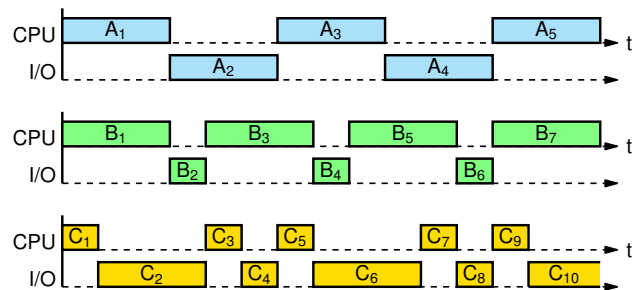 CPU A1 A3 A5 t
I/O A2 A4
CPU B1 B3 B5 B7 t
I/O B2 B4 B6
CPU C1 C3 C5 C7 C9 t
I/O C2 C4 C6 C8 C10